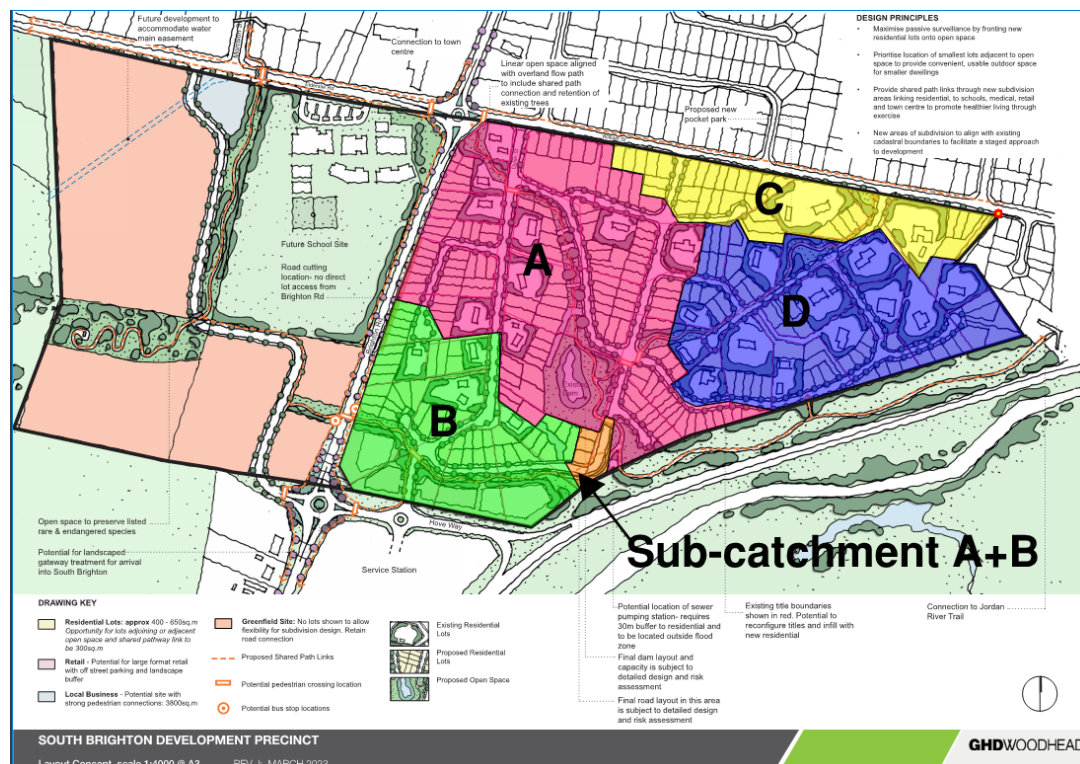 Future development to
accommodate water
main easement
Connection to town
centre
Linear open space aligned
with overland flow path
to include shared path
connection and retention of
existing trees
Proposed new
pocket park
DESIGN PRINCIPLES
• Maximise passive surveillance by fronting new
residential lots onto open space
• Prioritise location of smallest lots adjacent to open
space to provide convenient, usable outdoor space
for smaller dwellings
• Provide shared path links through new subdivision
areas linking residential, to schools, medical, retail
and town centre to promote healthier living through
exercise
• New areas of subdivision to align with existing
cadastral boundaries to facilitate a staged approach
to development
Future School Site
Road cutting
location- no direct
lot access from
Brighton Rd
A
B
C
D
Existing
Dam
Sub-catchment A+B
Hove Way
Service Station
Open space to preserve listed
rare & endangered species
Potential for landscaped
gateway treatment for arrival
into South Brighton
Potential location of sewer
pumping station- requires
30m buffer to residential and
to be located outside flood
zone
Final dam layout and
capacity is subject to
detailed design and risk
assessment
Final road layout in this area
is subject to detailed design
and risk assessment
Existing title boundaries
shown in red. Potential to
reconfigure titles and infill with
new residential
Connection to Jordan
River Trail
DRAWING KEY
Residential Lots: approx 400 - 650sq.m
Opportunity for lots adjoining or adjacent
open space and shared pathway link to
be 300sq.m
Retail - Potential for large format retail
with off street parking and landscape
buffer
Local Business - Potential site with
strong pedestrian connections: 3800sq.m
Greenfield Site: No lots shown to allow
flexibility for subdivision design. Retain
road connection
Proposed Shared Path Links
Potential pedestrian crossing location
Potential bus stop locations
Existing Residential
Lots
Proposed Residential
Lots
Proposed Open Space
SOUTH BRIGHTON DEVELOPMENT PRECINCT
Layout Concept, scale 1:4000 @ A3 REV J: MARCH 2023
GHDWOODHEAD